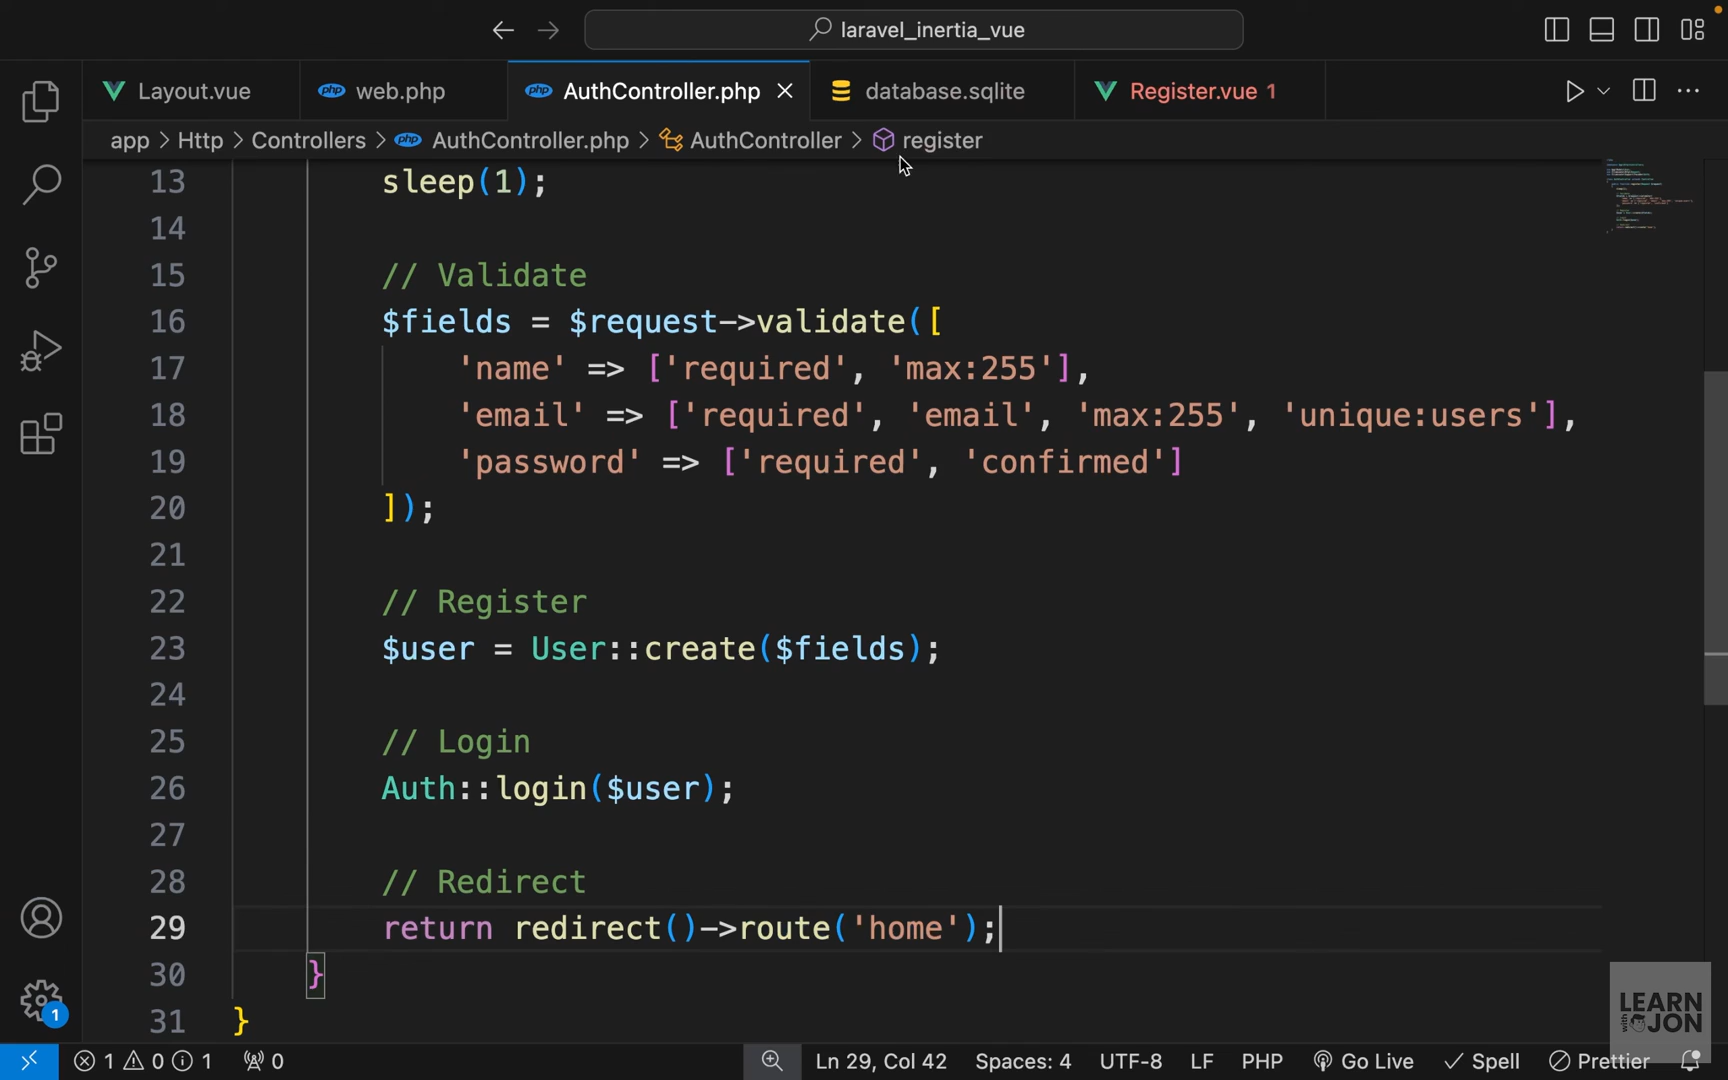 laravel_inertia_vue
Layout.vue
web.php
AuthController.php
database.sqlite
Register.vue 1
app > Http > Controllers > AuthController.php > AuthController > register
13 sleep(1);
14
15 // Validate
16 $fields = $request->validate([
17 'name' => ['required', 'max:255'],
18 'email' => ['required', 'email', 'max:255', 'unique:users'],
19 'password' => ['required', 'confirmed']
20 ]);
21
22 // Register
23 $user = User::create($fields);
24
25 // Login
26 Auth::login($user);
27
28 // Redirect
29 return redirect()->route('home');
30 }
31 }
1 1 0 1 0 Ln 29, Col 42 Spaces: 4 UTF-8 LF PHP Go Live Spell Prettier
LEARN
with JON